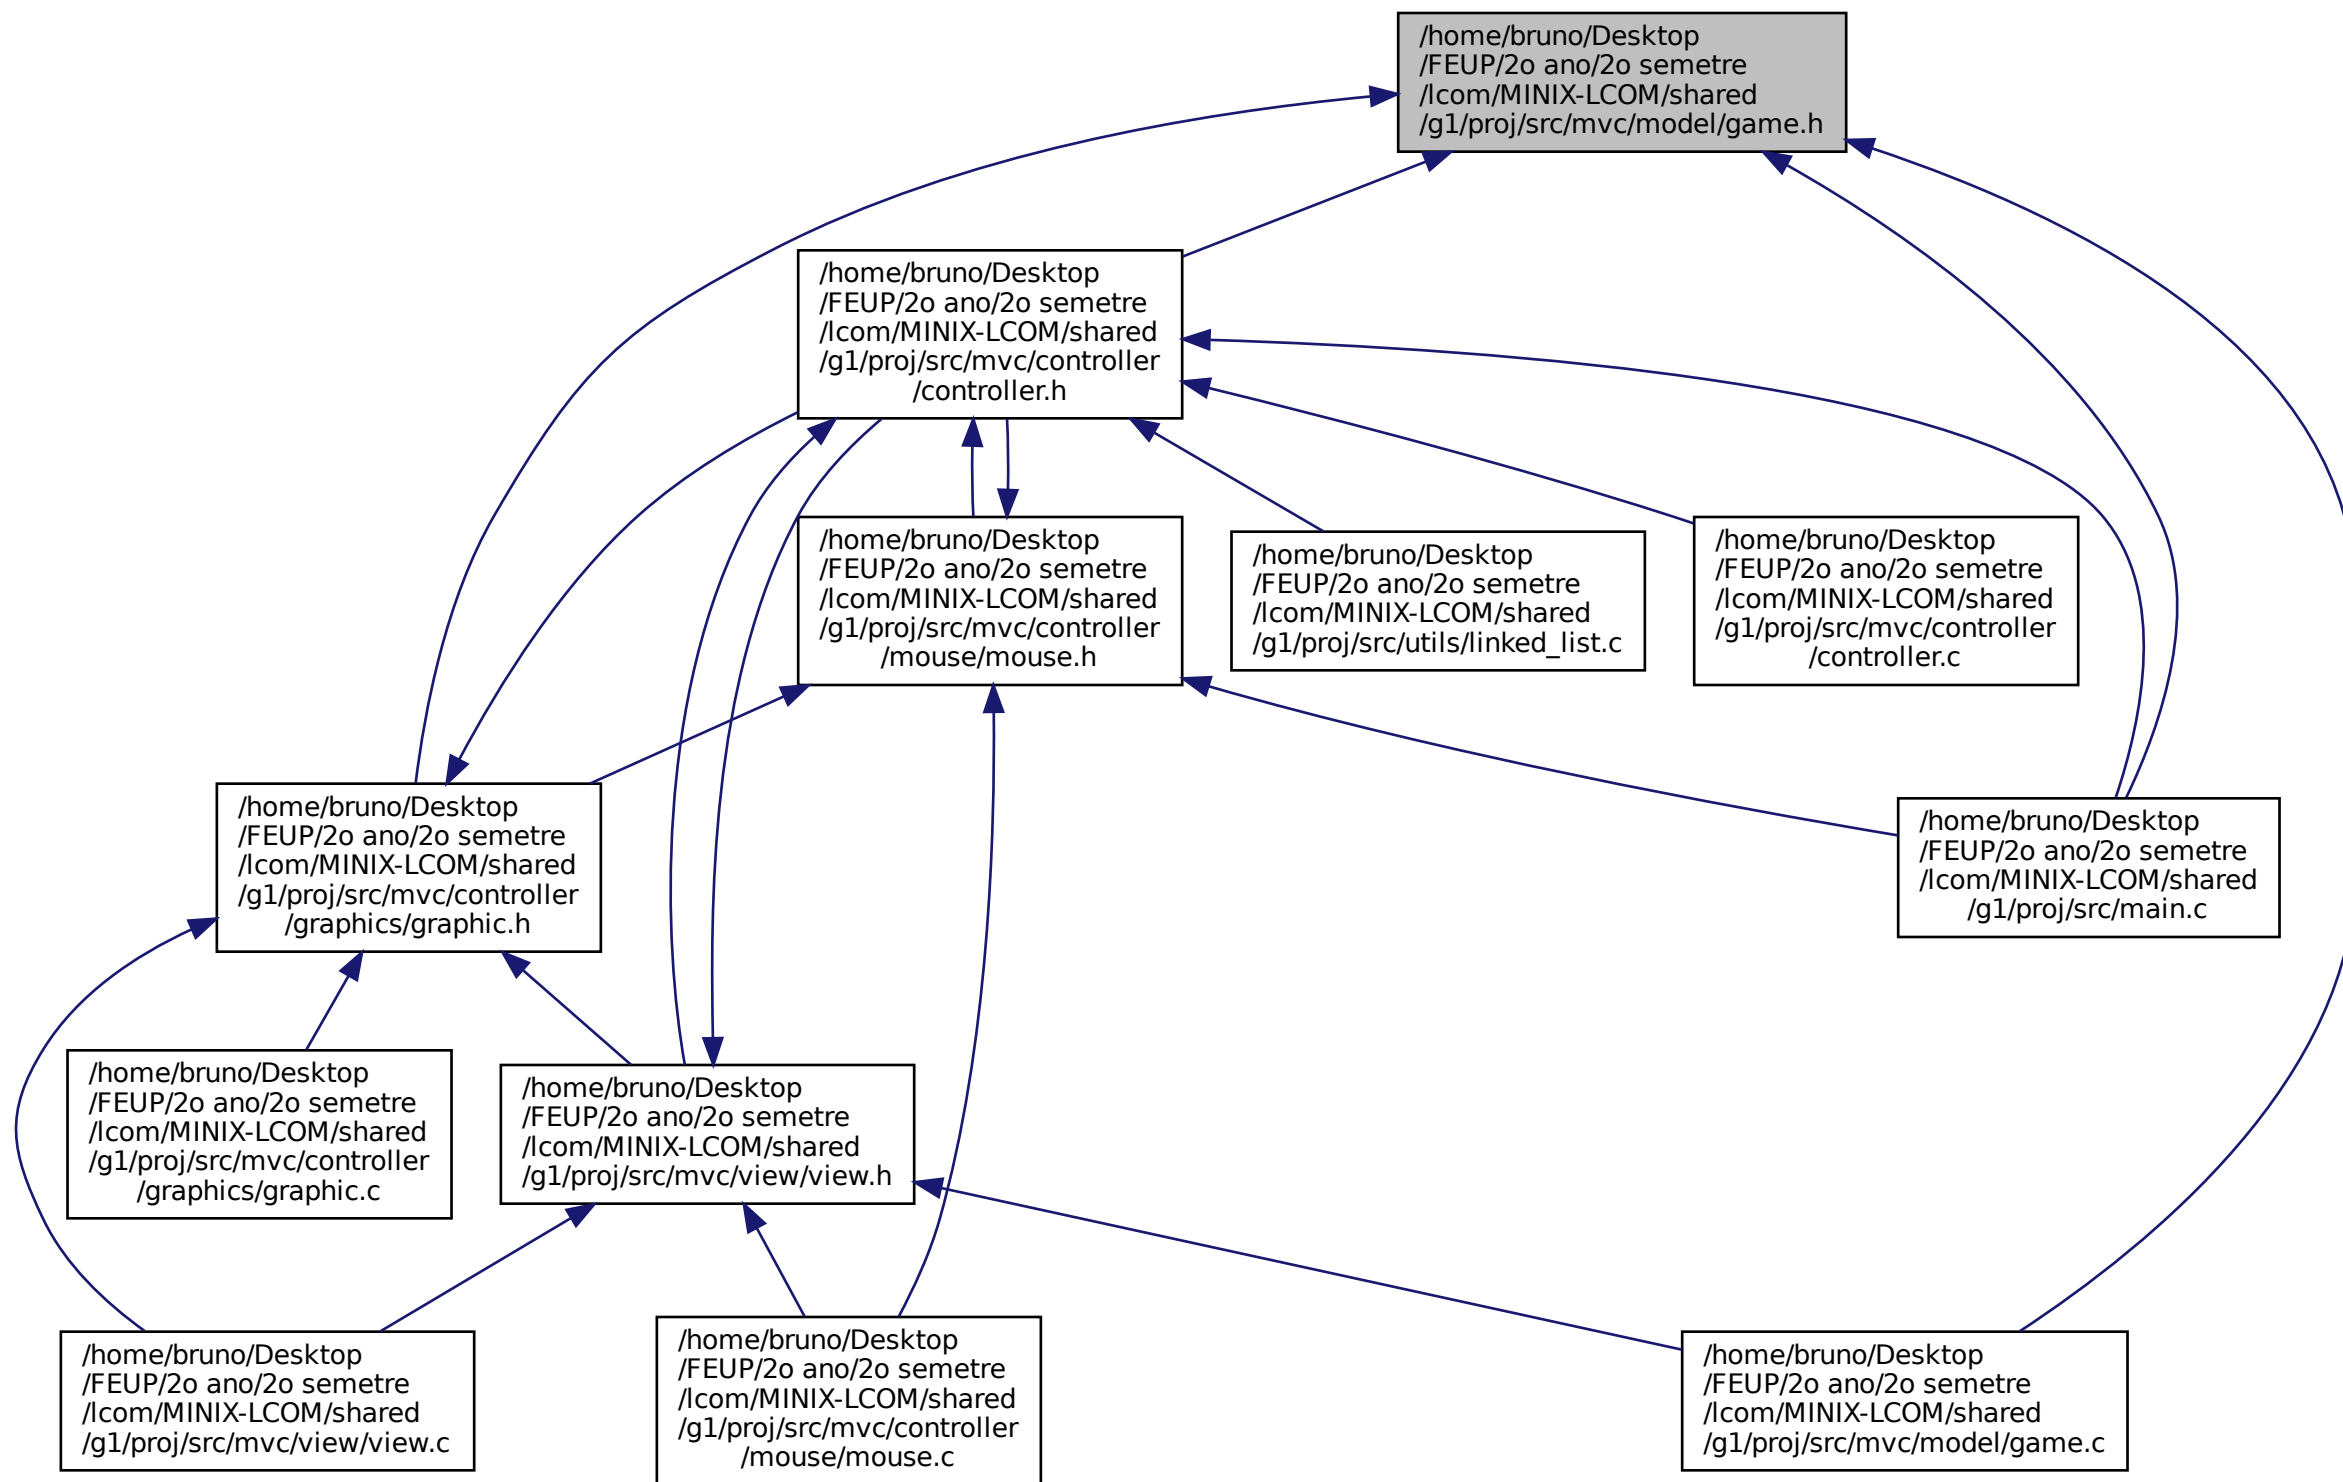 /home/bruno/Desktop
/FEUP/2o ano/2o semetre
/lcom/MINIX-LCOM/shared
/g1/proj/src/mvc/model/game.h
/home/bruno/Desktop
/FEUP/2o ano/2o semetre
/lcom/MINIX-LCOM/shared
/g1/proj/src/mvc/controller
/controller.h
/home/bruno/Desktop
/FEUP/2o ano/2o semetre
/lcom/MINIX-LCOM/shared
/g1/proj/src/mvc/controller
/mouse/mouse.h
/home/bruno/Desktop
/FEUP/2o ano/2o semetre
/lcom/MINIX-LCOM/shared
/g1/proj/src/utils/linked_list.c
/home/bruno/Desktop
/FEUP/2o ano/2o semetre
/lcom/MINIX-LCOM/shared
/g1/proj/src/mvc/controller
/controller.c
/home/bruno/Desktop
/FEUP/2o ano/2o semetre
/lcom/MINIX-LCOM/shared
/g1/proj/src/mvc/controller
/graphics/graphic.h
/home/bruno/Desktop
/FEUP/2o ano/2o semetre
/lcom/MINIX-LCOM/shared
/g1/proj/src/main.c
/home/bruno/Desktop
/FEUP/2o ano/2o semetre
/lcom/MINIX-LCOM/shared
/g1/proj/src/mvc/controller
/graphics/graphic.c
/home/bruno/Desktop
/FEUP/2o ano/2o semetre
/lcom/MINIX-LCOM/shared
/g1/proj/src/mvc/view/view.h
/home/bruno/Desktop
/FEUP/2o ano/2o semetre
/lcom/MINIX-LCOM/shared
/g1/proj/src/mvc/view/view.c
/home/bruno/Desktop
/FEUP/2o ano/2o semetre
/lcom/MINIX-LCOM/shared
/g1/proj/src/mvc/controller
/mouse/mouse.c
/home/bruno/Desktop
/FEUP/2o ano/2o semetre
/lcom/MINIX-LCOM/shared
/g1/proj/src/mvc/model/game.c